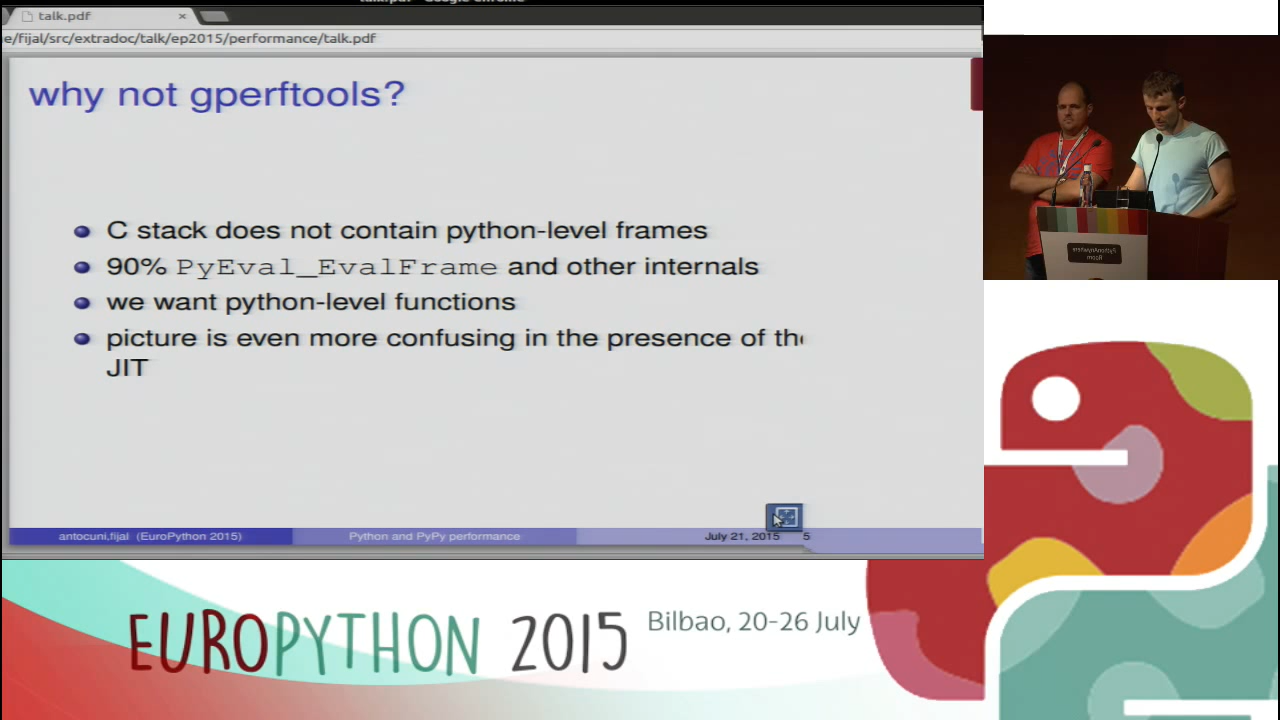 talk.pdf
e/fijal/src/extradoc/talk/ep2015/performance/talk.pdf
why not gperftools?
C stack does not contain python-level frames
90% PyEval_EvalFrame and other internals
we want python-level functions
picture is even more confusing in the presence of the
JIT
antocuni,fijal (EuroPython 2015)
Python and PyPy performance
July 21, 2015
5
PythonAnywhere
Room
EUROPYTHON 2015
Bilbao, 20-26 July